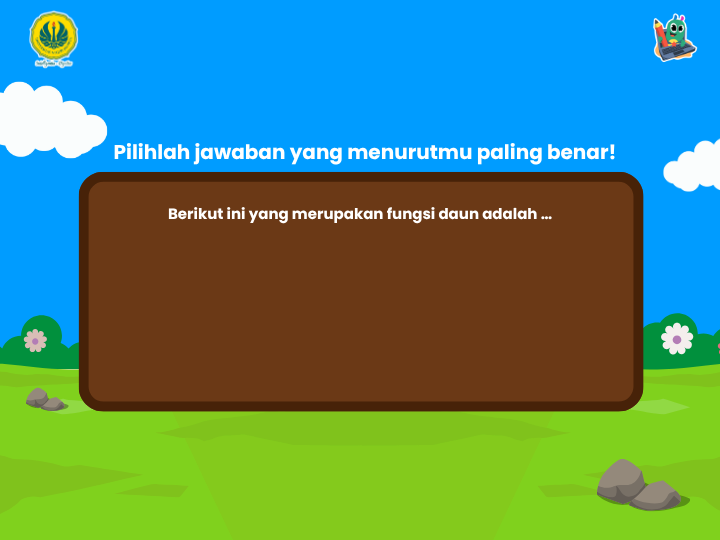 Pilihlah jawaban yang menurutmu paling benar!
Berikut ini yang merupakan fungsi daun adalah ...